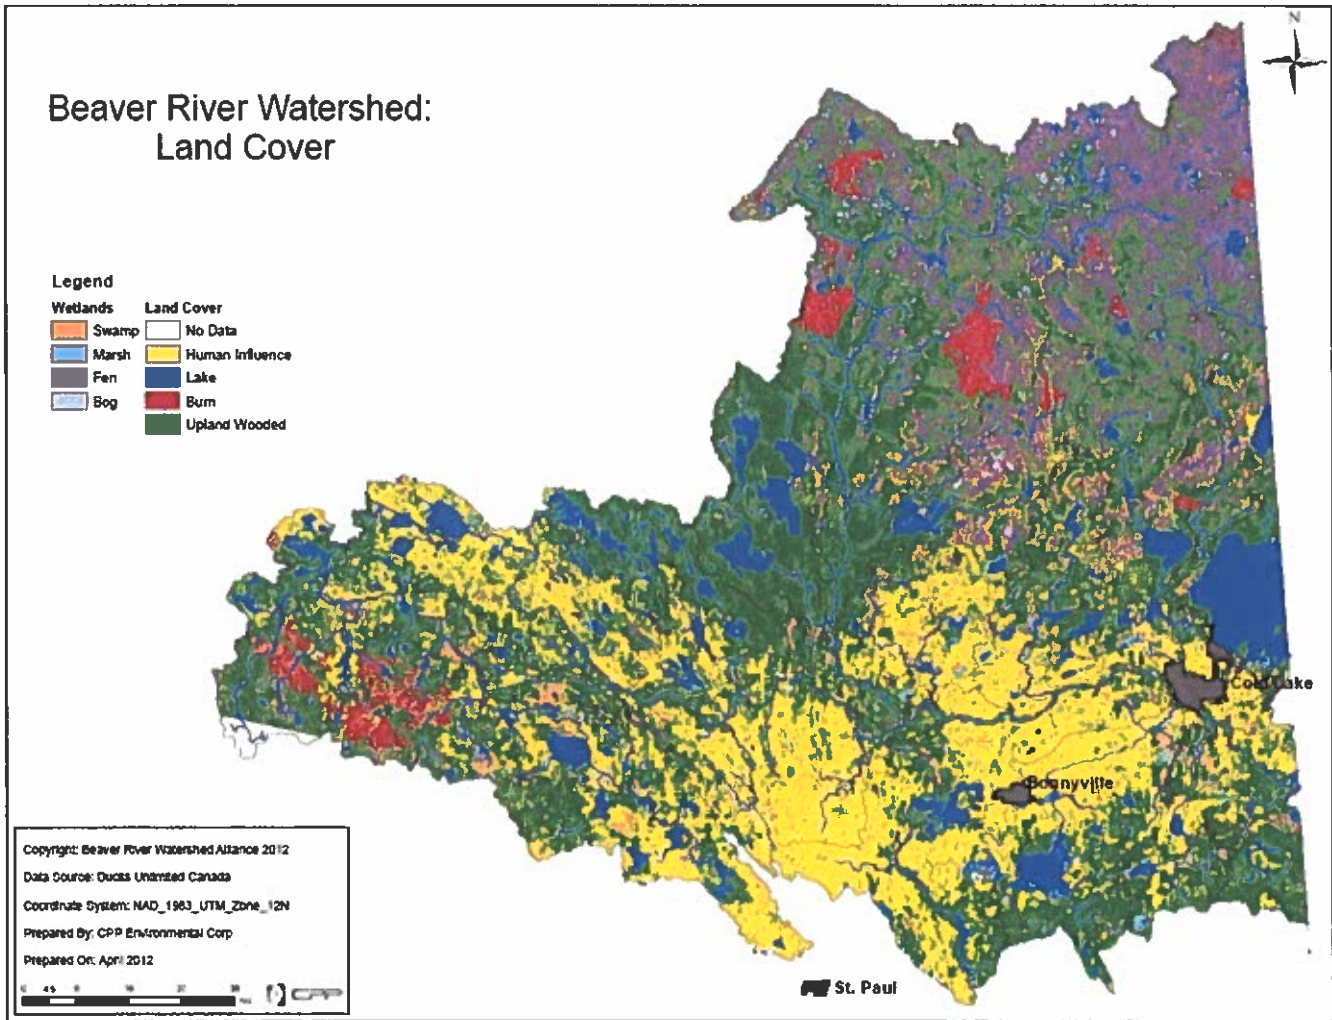 N
Beaver River Watershed:
Land Cover
Legend
Wetlands Land Cover
Swamp No Data
Marsh Human Influence
Fen Lake
Bog Burn
Upland Wooded
Cold Lake
Bonnyville
St. Paul
Copyright: Beaver River Watershed Alliance 2012
Data Source: Ducks Unlimited Canada
Coordinate System: NAD_1983_UTM_Zone_12N
Prepared By: CPP Environmental Corp
Prepared On: April 2012